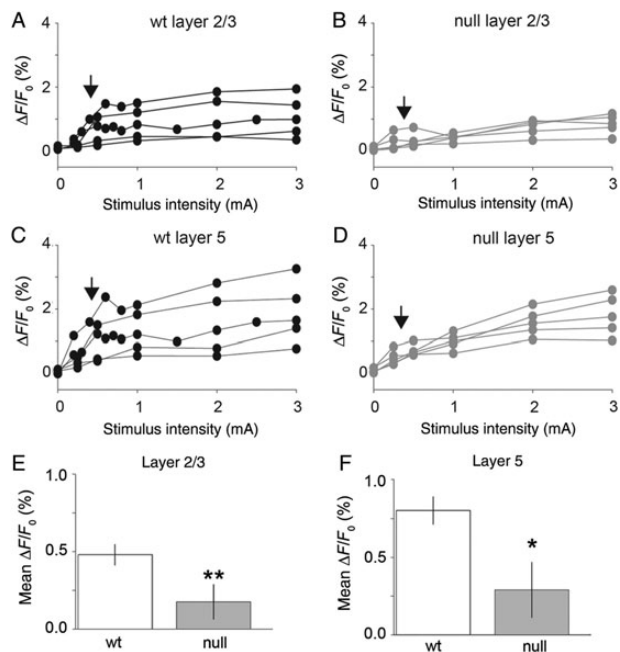 A
wt layer 2/3
ΔF/F0 (%)
4
2
0
0
1
2
3
Stimulus intensity (mA)
B
null layer 2/3
ΔF/F0 (%)
4
2
0
0
1
2
3
Stimulus intensity (mA)
C
wt layer 5
ΔF/F0 (%)
4
2
0
0
1
2
3
Stimulus intensity (mA)
D
null layer 5
ΔF/F0 (%)
4
2
0
0
1
2
3
Stimulus intensity (mA)
E
Layer 2/3
Mean ΔF/F0 (%)
1.0
0.5
0.0
**
wt
null
F
Layer 5
Mean ΔF/F0 (%)
1.0
0.5
0.0
*
wt
null